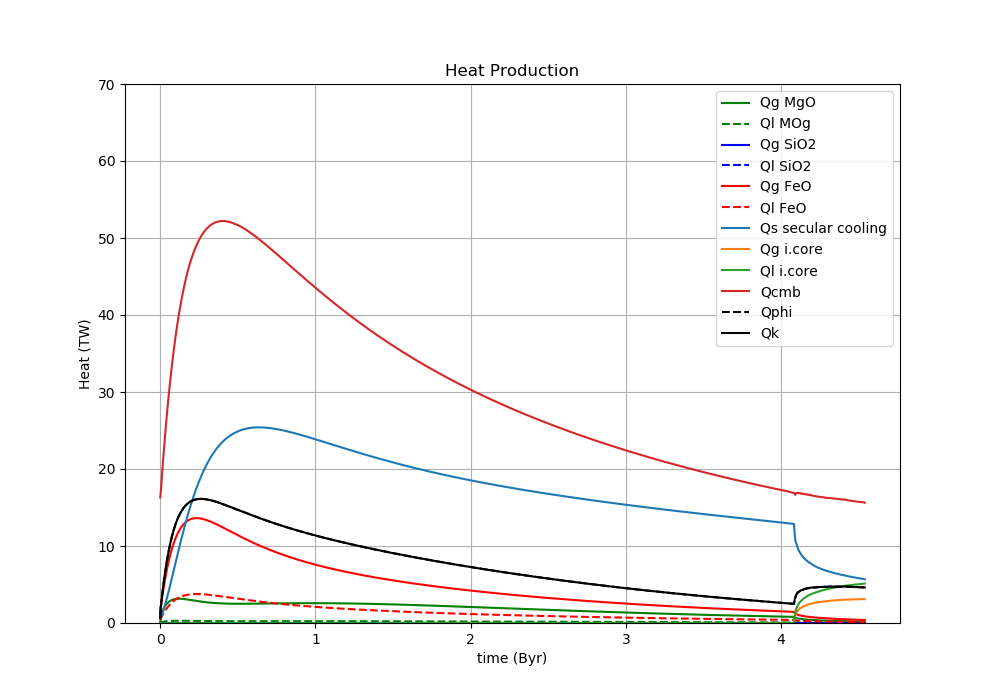 Heat Production
70
60
50
40
30
20
10
0
Heat (TW)
0 1 2 3 4
time (Byr)
Qg MgO
Ql MOg
Qg SiO2
Ql SiO2
Qg FeO
Ql FeO
Qs secular cooling
Qg i.core
Ql i.core
Qcmb
Qphi
Qk